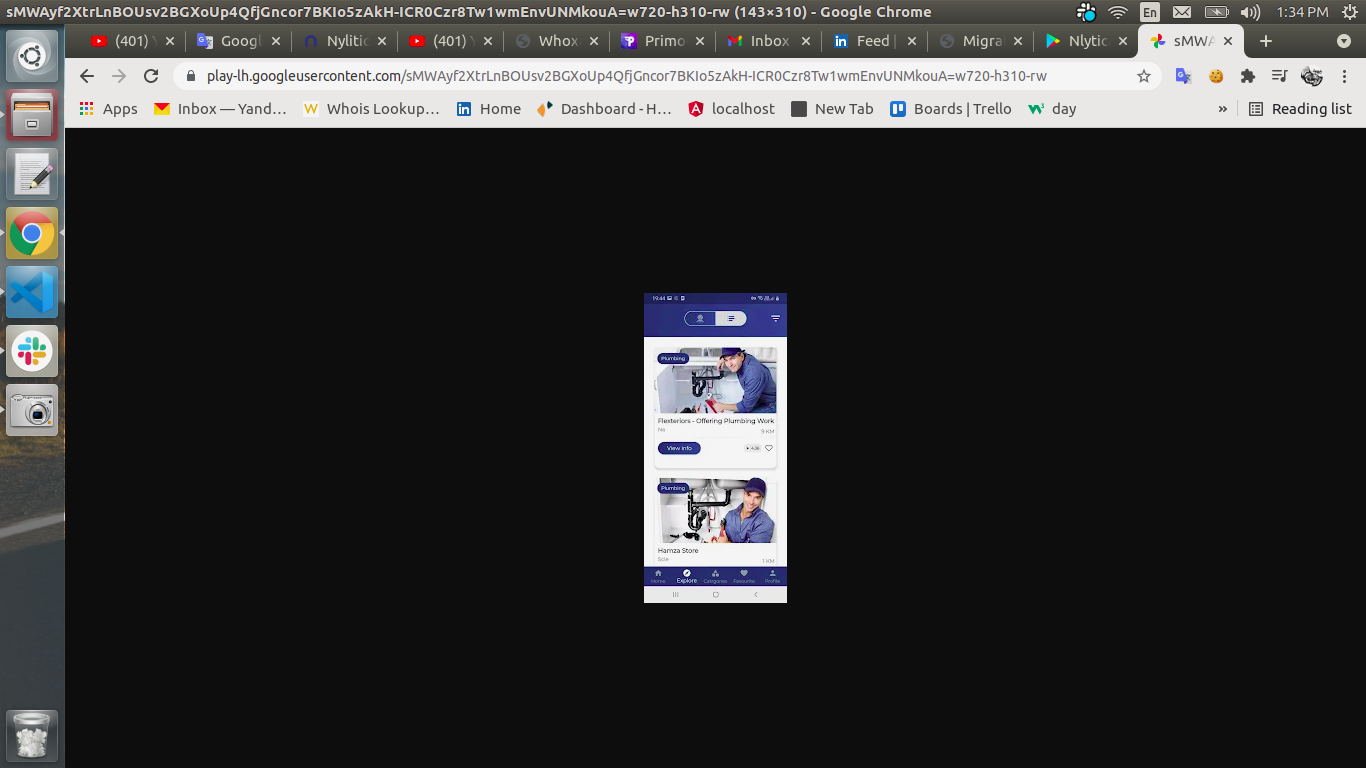 sMWAyf2XtrLnBOUsv2BGXoUp4QfjGncor7BKIo5zAkH-ICR0Czr8Tw1wmEnvUNMkouA=w720-h310-rw (143×310) - Google Chrome
En
1:34 PM
(401) Y
Googl
Nylitic
(401) Y
Whox
Primo
Inbox
Feed |
Migra
Nlytic
sMWA
play-lh.googleusercontent.com/sMWAyf2XtrLnBOUsv2BGXoUp4QfjGncor7BKIo5zAkH-ICR0Czr8Tw1wmEnvUNMkouA=w720-h310-rw
Apps
Inbox — Yand…
Whois Lookup…
Home
Dashboard - H…
localhost
New Tab
Boards | Trello
day
»
Reading list
19:44
Plumbing
Flexteriors - Offering Plumbing Work
No
9 KM
View Info
Plumbing
Hamza Store
Scie
1 KM
Home
Explore
Categories
Favourite
Profile